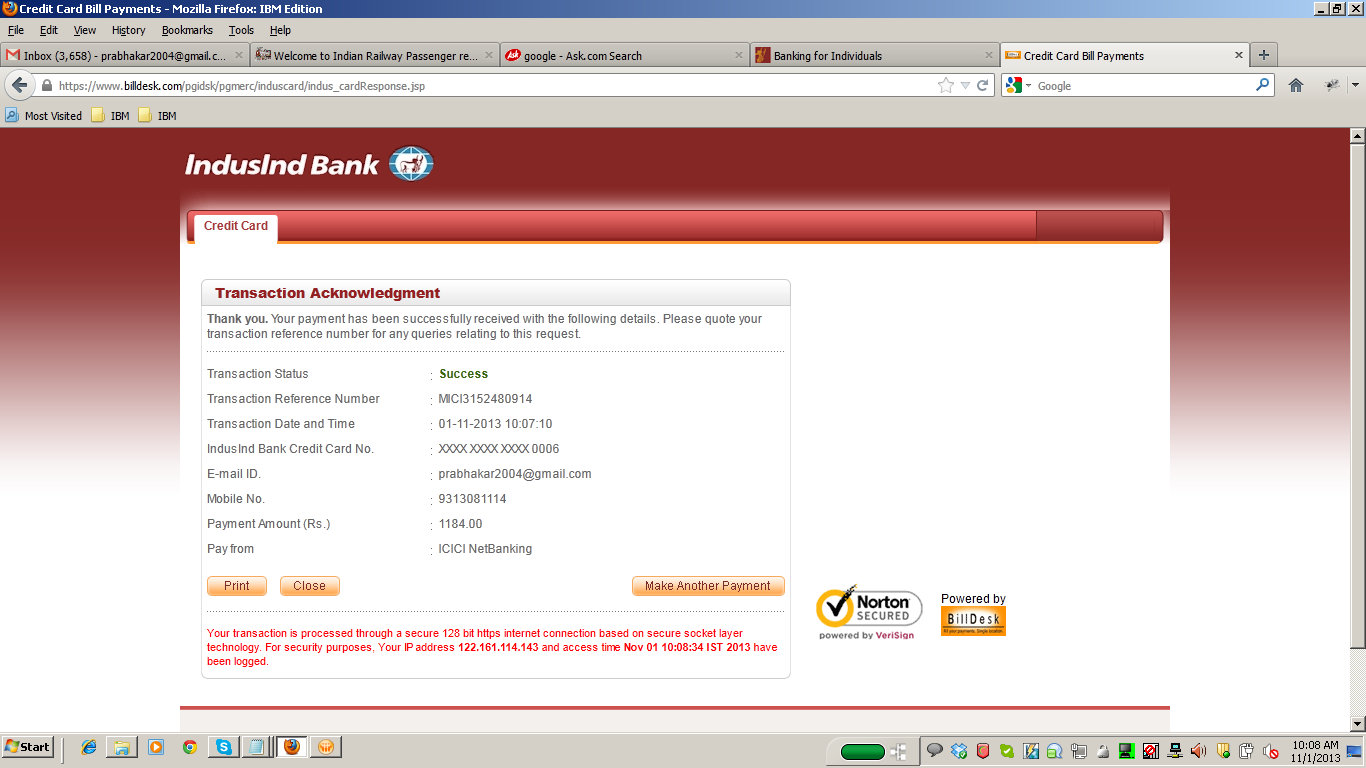 Credit Card Bill Payments - Mozilla Firefox: IBM Edition
File Edit View History Bookmarks Tools Help
Inbox (3,658) - prabhakar2004@gmail.c... Welcome to Indian Railway Passenger re... Ask google - Ask.com Search Banking for Individuals Credit Card Bill Payments
https://www.billdesk.com/pgidsk/pgmerc/induscard/indus_cardResponse.jsp Google
Most Visited IBM IBM
IndusInd Bank
Credit Card
Transaction Acknowledgment
Thank you. Your payment has been successfully received with the following details. Please quote your
transaction reference number for any queries relating to this request.
Transaction Status : Success
Transaction Reference Number : MICI3152480914
Transaction Date and Time : 01-11-2013 10:07:10
IndusInd Bank Credit Card No. : XXXX XXXX XXXX 0006
E-mail ID. : prabhakar2004@gmail.com
Mobile No. : 9313081114
Payment Amount (Rs.) : 1184.00
Pay from : ICICI NetBanking
Print Close Make Another Payment
Norton
SECURED
powered by VeriSign
Powered by
BillDesk
All your payments. Single location
Your transaction is processed through a secure 128 bit https internet connection based on secure socket layer
technology. For security purposes, Your IP address 122.161.114.143 and access time Nov 01 10:08:34 IST 2013 have
been logged.
Start
10:08 AM
11/1/2013